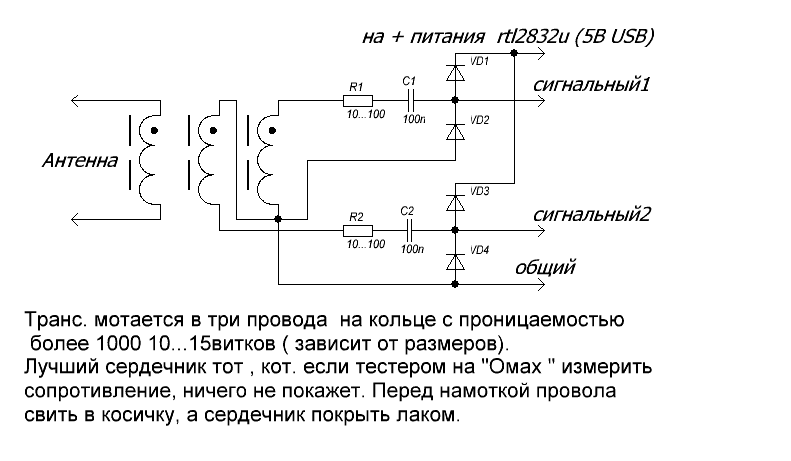 на + питания rtl2832u (5В USB)
VD1
R1
C1
сигнальный1
10...100
100n
VD2
Антенна
VD3
R2
C2
сигнальный2
10...100
100n
VD4
общий
Транс. мотается в три провода на кольце с проницаемостью
более 1000 10...15витков ( зависит от размеров).
Лучший сердечник тот , кот. если тестером на "Омах " измерить
сопротивление, ничего не покажет. Перед намоткой провола
свить в косичку, а сердечник покрыть лаком.